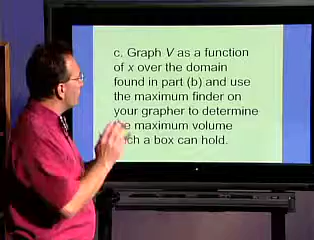 c. Graph V as a function
of x over the domain
found in part (b) and use
the maximum finder on
your grapher to determine
maximum volume
a box can hold.